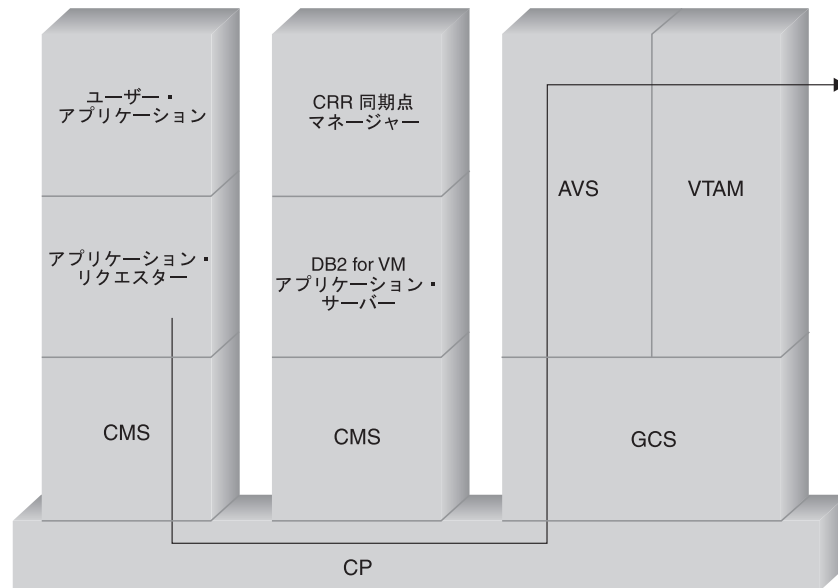 ユーザー・
アプリケーション
アプリケーション・
リクエスター
CMS
CRR 同期点
マネージャー
DB2 for VM
アプリケーション・
サーバー
CMS
AVS
VTAM
GCS
CP